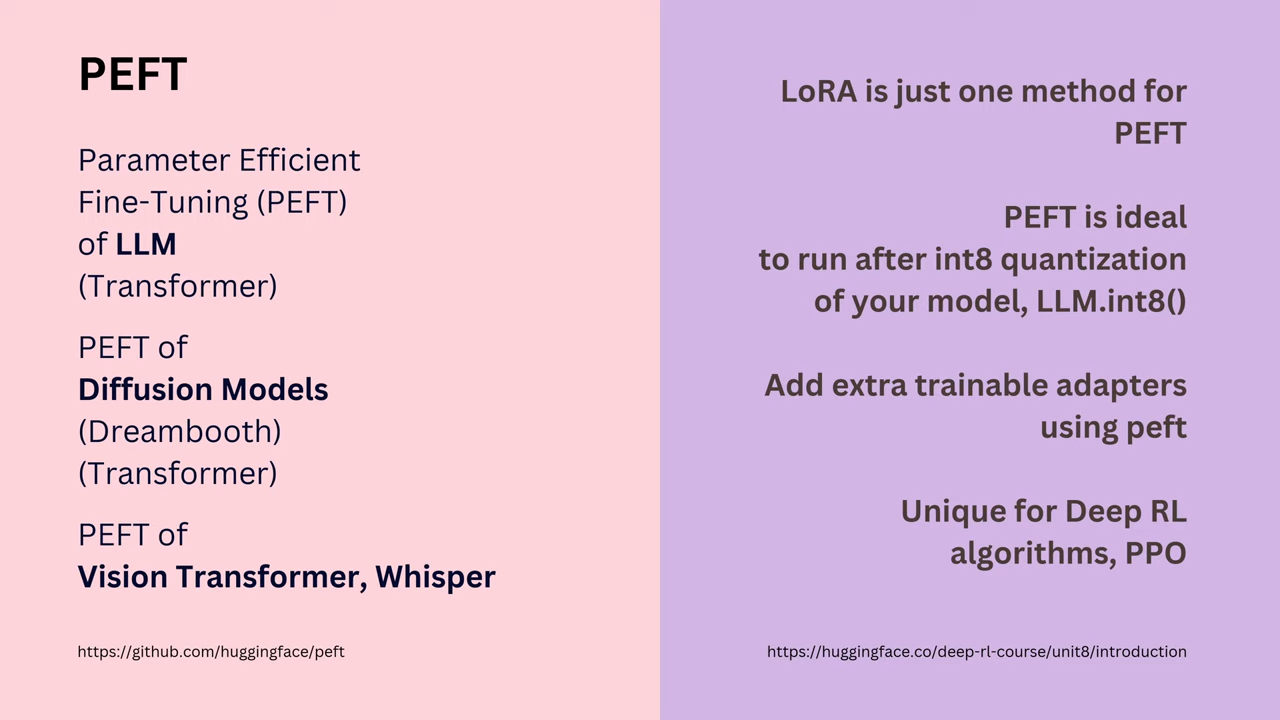 PEFT
Parameter Efficient
Fine-Tuning (PEFT)
of LLM
(Transformer)
PEFT of
Diffusion Models
(Dreambooth)
(Transformer)
PEFT of
Vision Transformer, Whisper
https://github.com/huggingface/peft
LoRA is just one method for
PEFT
PEFT is ideal
to run after int8 quantization
of your model, LLM.int8()
Add extra trainable adapters
using peft
Unique for Deep RL
algorithms, PPO
https://huggingface.co/deep-rl-course/unit8/introduction